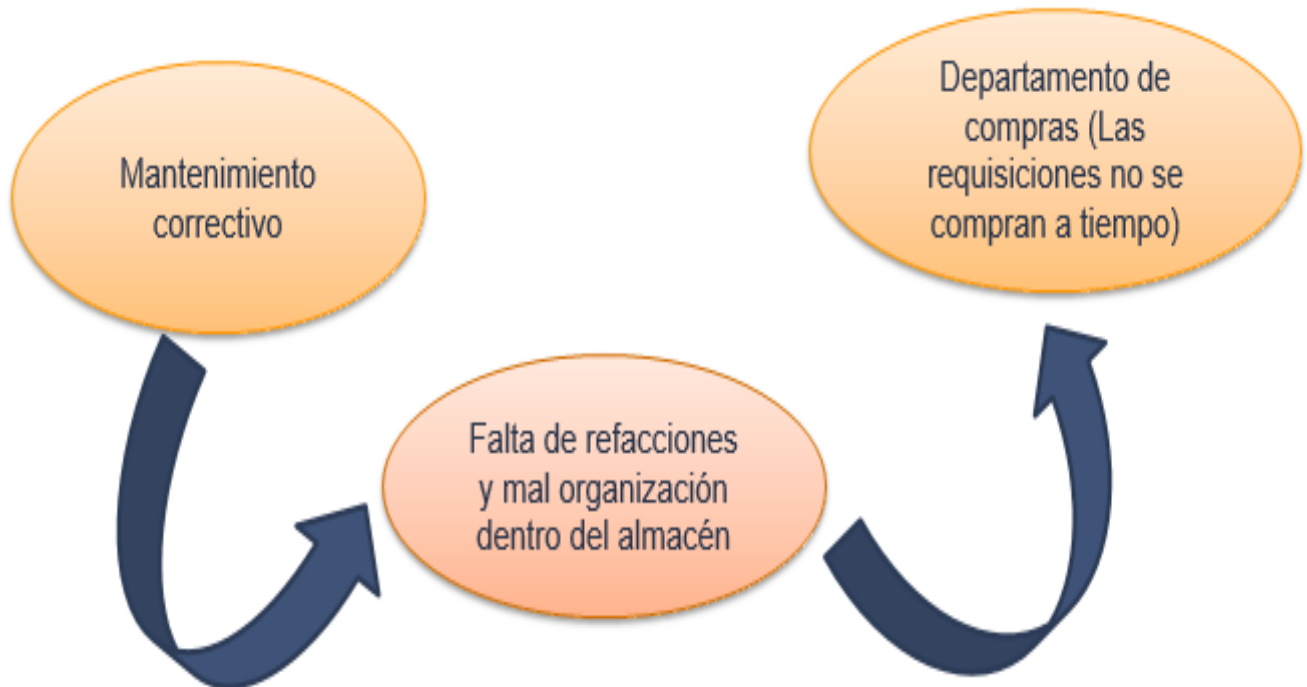 Mantenimiento
correctivo
Falta de refacciones
y mal organización
dentro del almacén
Departamento de
compras (Las
requisiciones no se
compran a tiempo)